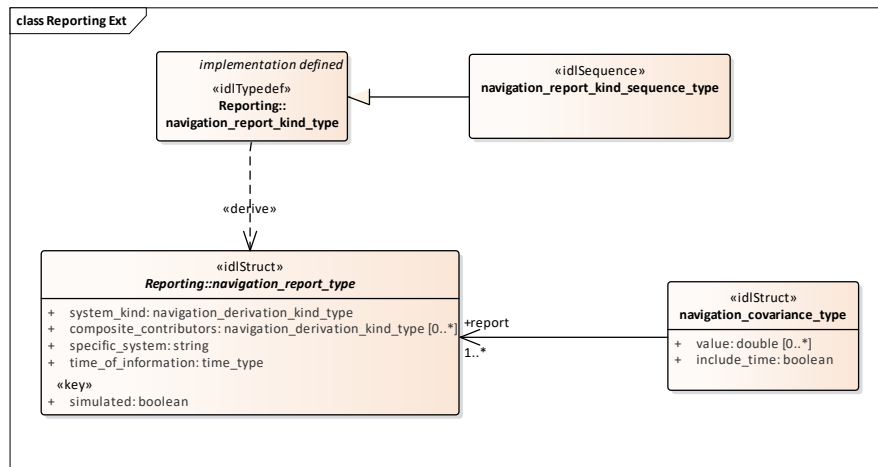 class Reporting Ext
implementation defined
«idlTypedef»
Reporting::
navigation_report_kind_type
«idlSequence»
navigation_report_kind_sequence_type
«derive»
«idlStruct»
Reporting::navigation_report_type
+ system_kind: navigation_derivation_kind_type
+ composite_contributors: navigation_derivation_kind_type [0..*]
+ specific_system: string
+ time_of_information: time_type
«key»
+ simulated: boolean
+report
1..*
«idlStruct»
navigation_covariance_type
+ value: double [0..*]
+ include_time: boolean